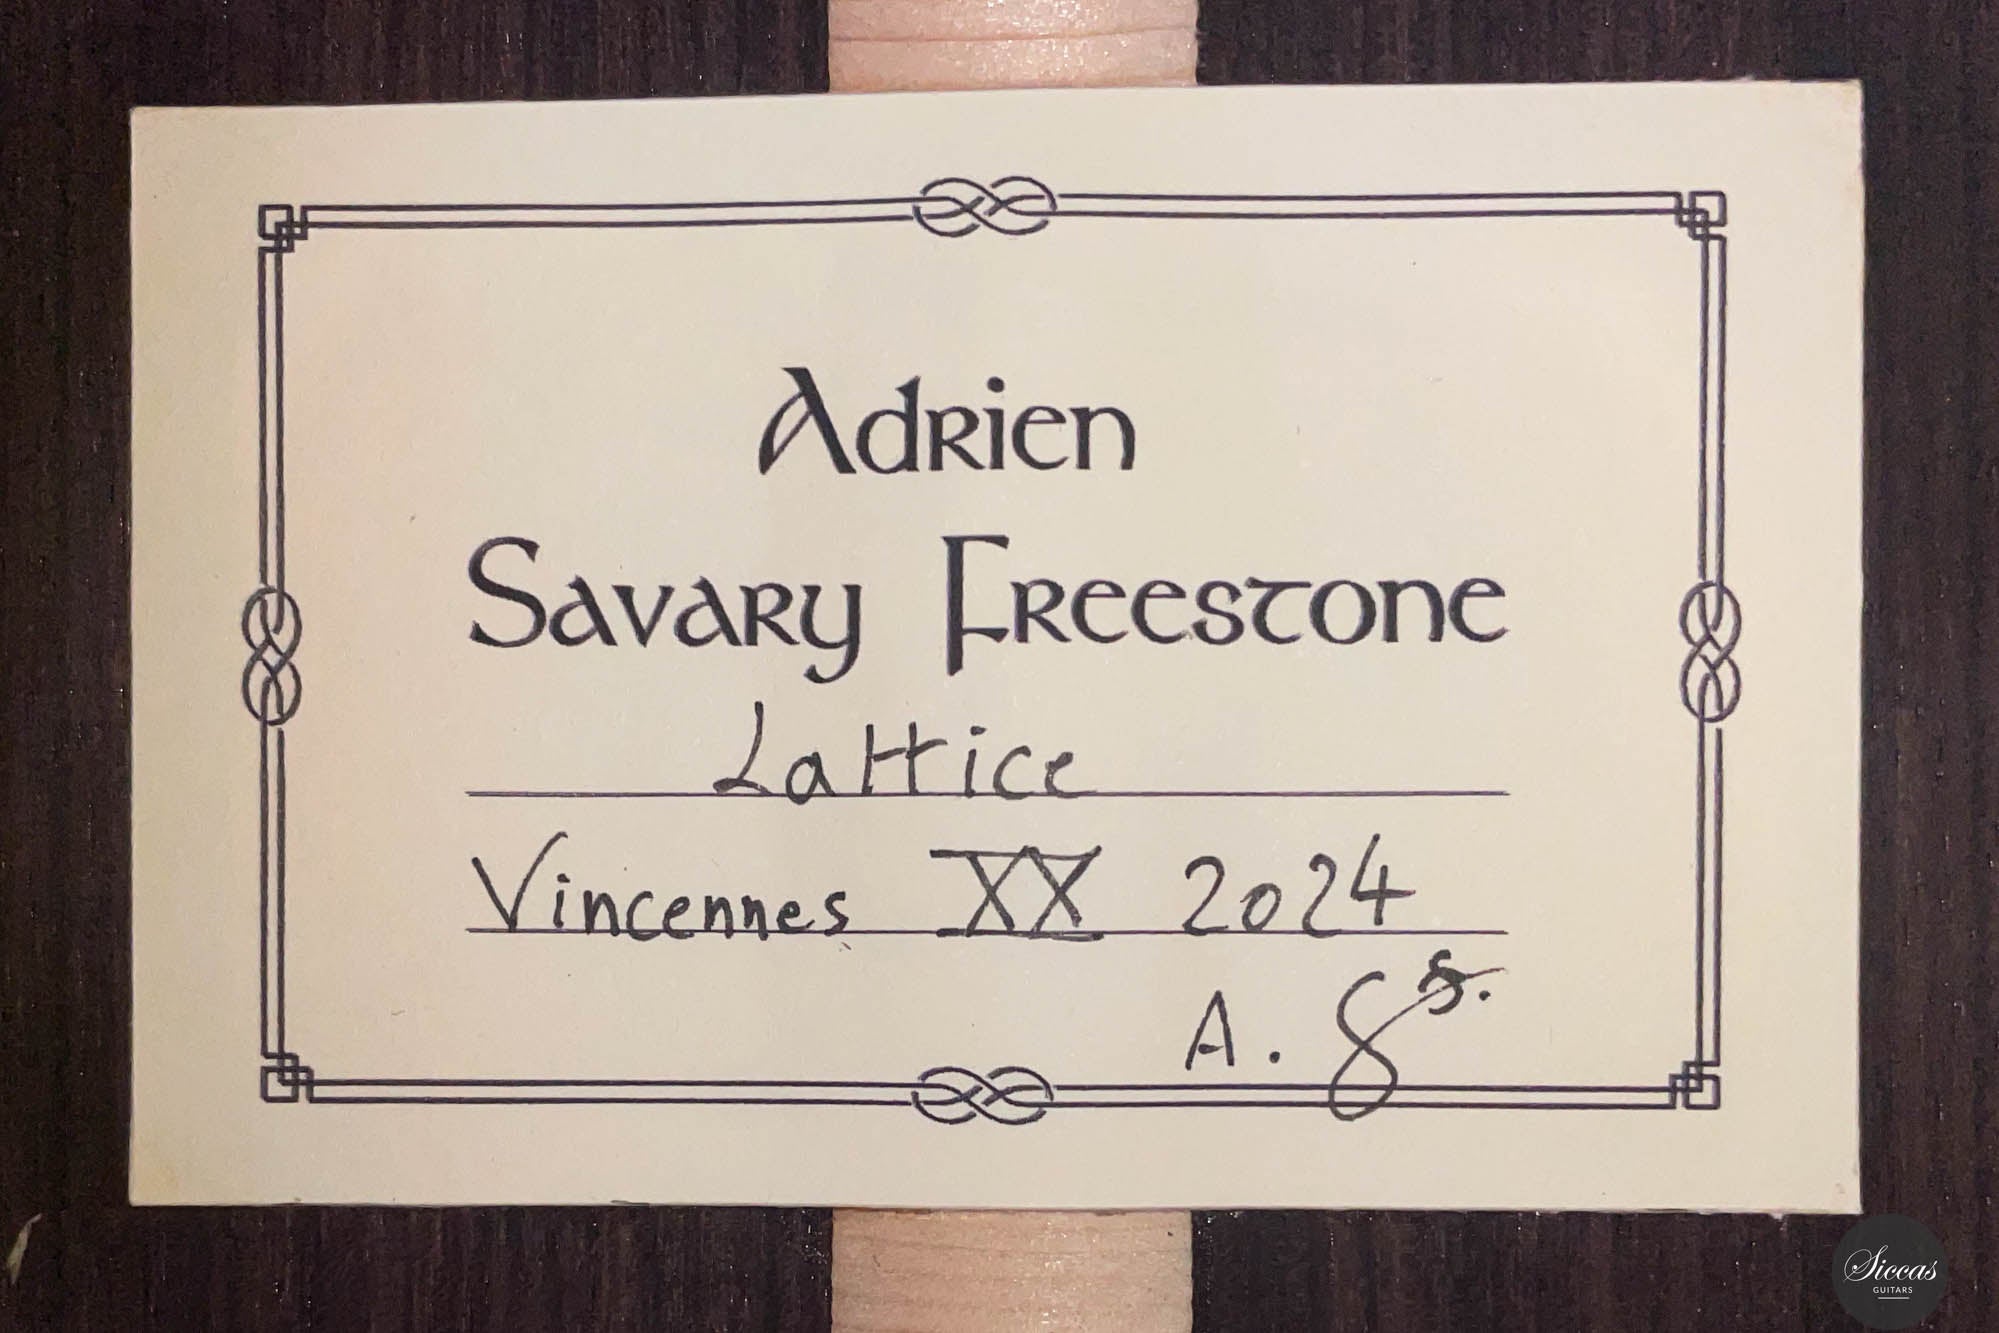 Adrien
Savary Freestone
Lattice
Vincennes XX 2024
A. S s.
Siccas
GUITARS